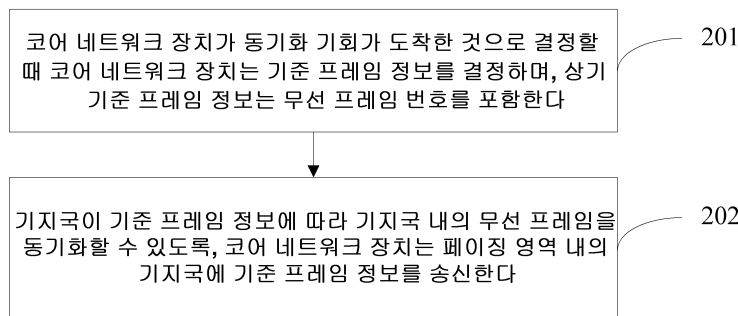 코어 네트워크 장치가 동기화 기회가 도착한 것으로 결정할
때 코어 네트워크 장치는 기준 프레임 정보를 결정하며, 상기
기준 프레임 정보는 무선 프레임 번호를 포함한다
201
기지국이 기준 프레임 정보에 따라 기지국 내의 무선 프레임을
동기화할 수 있도록, 코어 네트워크 장치는 페이징 영역 내의
기지국에 기준 프레임 정보를 송신한다
202